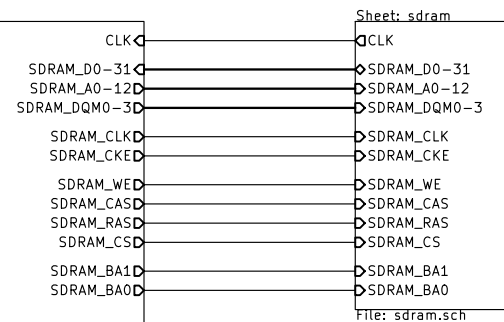 Sheet: sdram
CLK CLK
SDRAM_D0-31 SDRAM_D0-31
SDRAM_A0-12 SDRAM_A0-12
SDRAM_DQM0-3 SDRAM_DQM0-3
SDRAM_CLK SDRAM_CLK
SDRAM_CKE SDRAM_CKE
SDRAM_WE SDRAM_WE
SDRAM_CAS SDRAM_CAS
SDRAM_RAS SDRAM_RAS
SDRAM_CS SDRAM_CS
SDRAM_BA1 SDRAM_BA1
SDRAM_BA0 SDRAM_BA0
File: sdram.sch